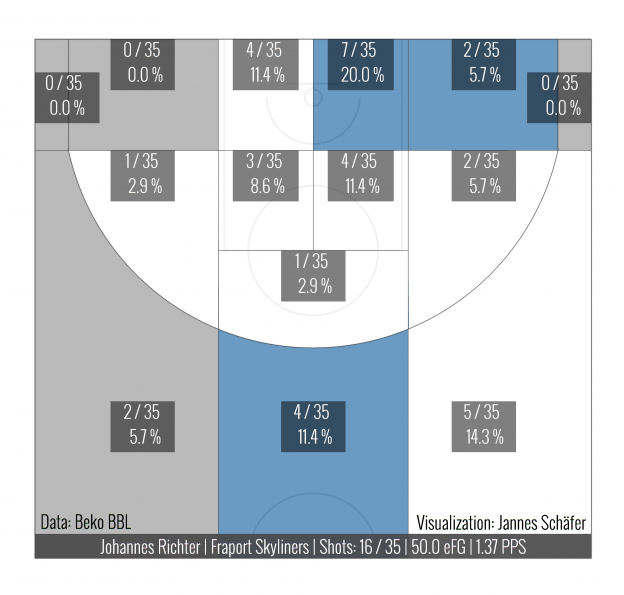 0 / 35
0.0 %
4 / 35
11.4 %
7 / 35
20.0 %
2 / 35
5.7 %
0 / 35
0.0 %
0 / 35
0.0 %
1 / 35
2.9 %
3 / 35
8.6 %
4 / 35
11.4 %
2 / 35
5.7 %
1 / 35
2.9 %
2 / 35
5.7 %
4 / 35
11.4 %
5 / 35
14.3 %
Data: Beko BBL
Visualization: Jannes Schäfer
Johannes Richter | Fraport Skyliners | Shots: 16 / 35 | 50.0 eFG | 1.37 PPS